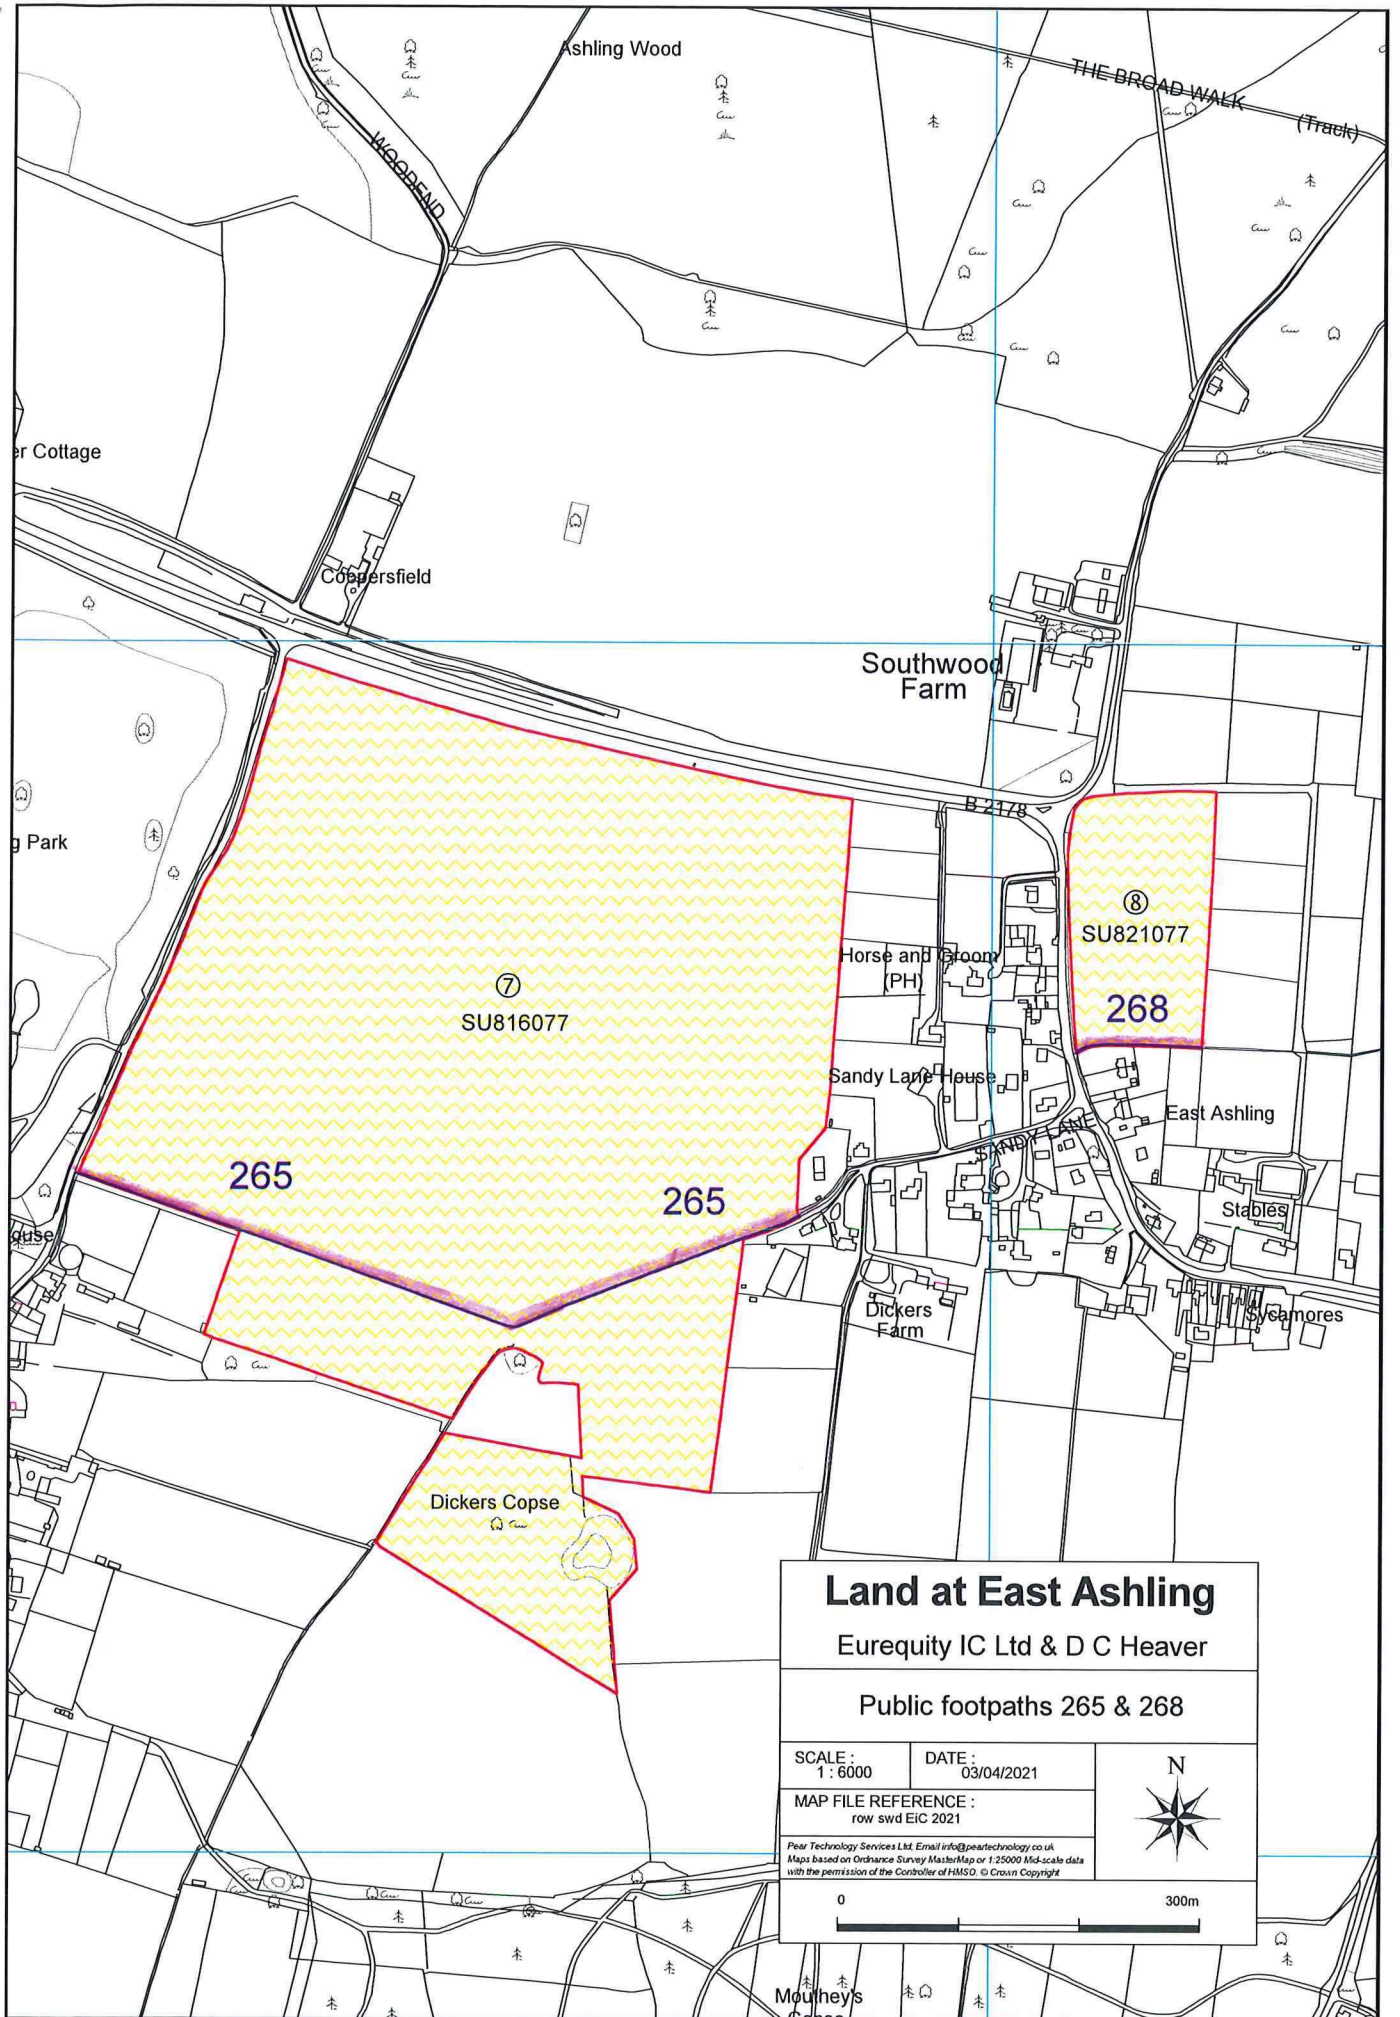 Ashling Wood
THE BROAD WALK
(Track)
WOODEND
er Cottage
Coopersfield
Southwood
Farm
B 2178
g Park
⑧
SU821077
Horse and Groom
(PH)
⑦
SU816077
268
Sandy Lane House
East Ashling
SANDY LANE
265
265
Stables
ouse
Dickers
Farm
Sycamores
Dickers Copse
Land at East Ashling
Eurequity IC Ltd & D C Heaver
Public footpaths 265 & 268
SCALE :
1 : 6000
DATE :
03/04/2021
N
MAP FILE REFERENCE :
row swd EiC 2021
Pear Technology Services Ltd, Email info@peartechnology.co.uk
Maps based on Ordnance Survey MasterMap or 1:25000 Mid-scale data
with the permission of the Controller of HMSO. © Crown Copyright
0 300m
Mouthey's